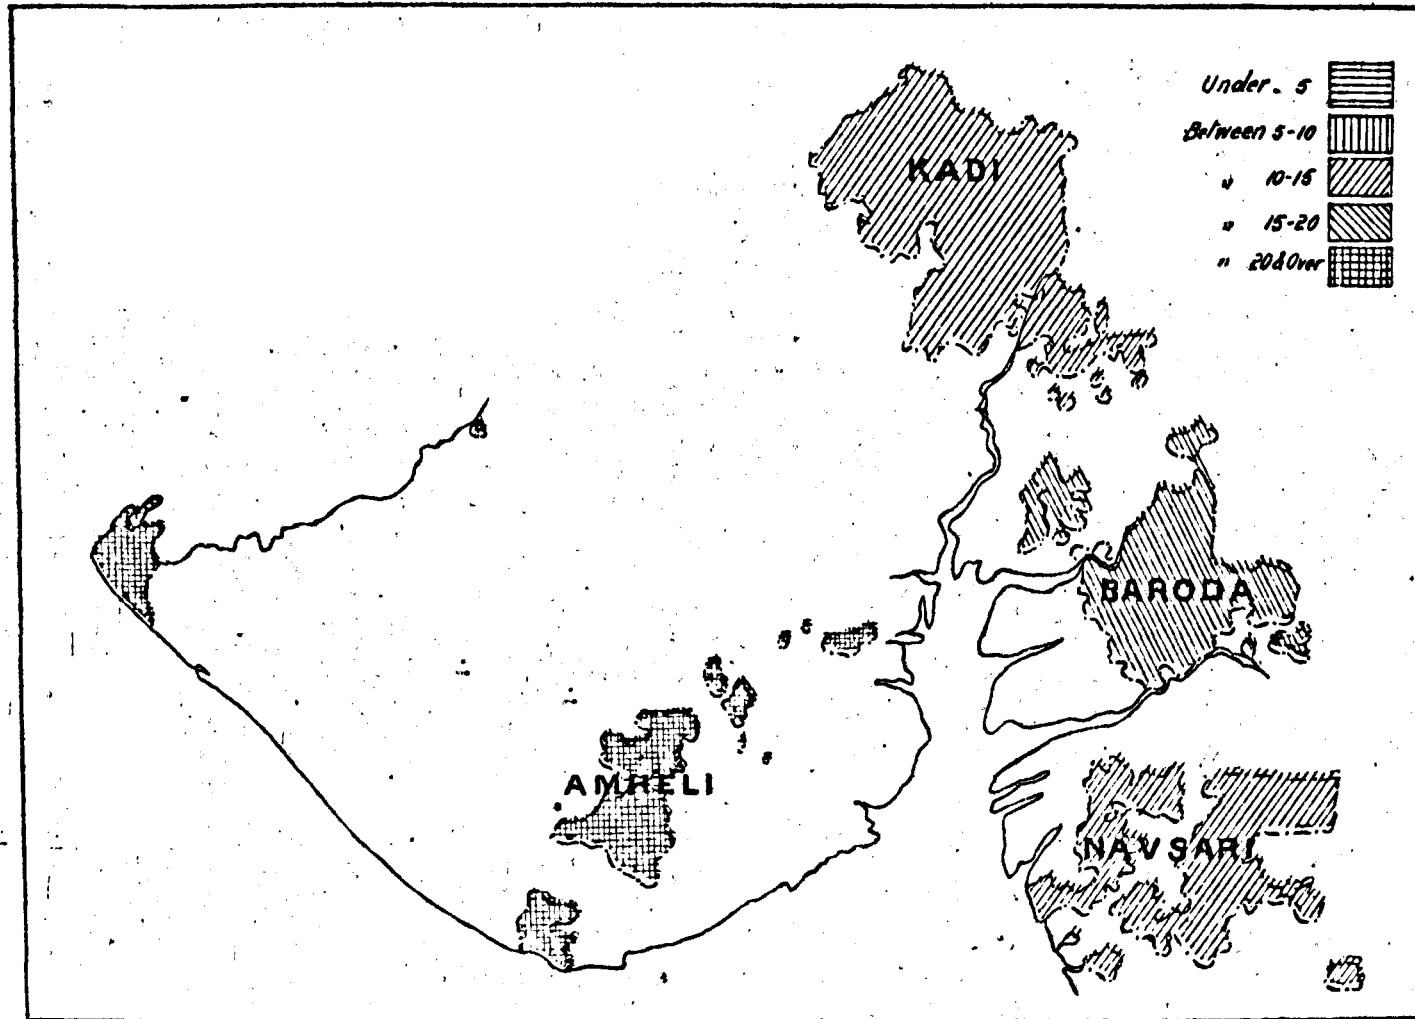 Under. 5
Between 5-10
" 10-15
" 15-20
" 20&Over
KADI
BARODA
AMRELI
NAVSARI